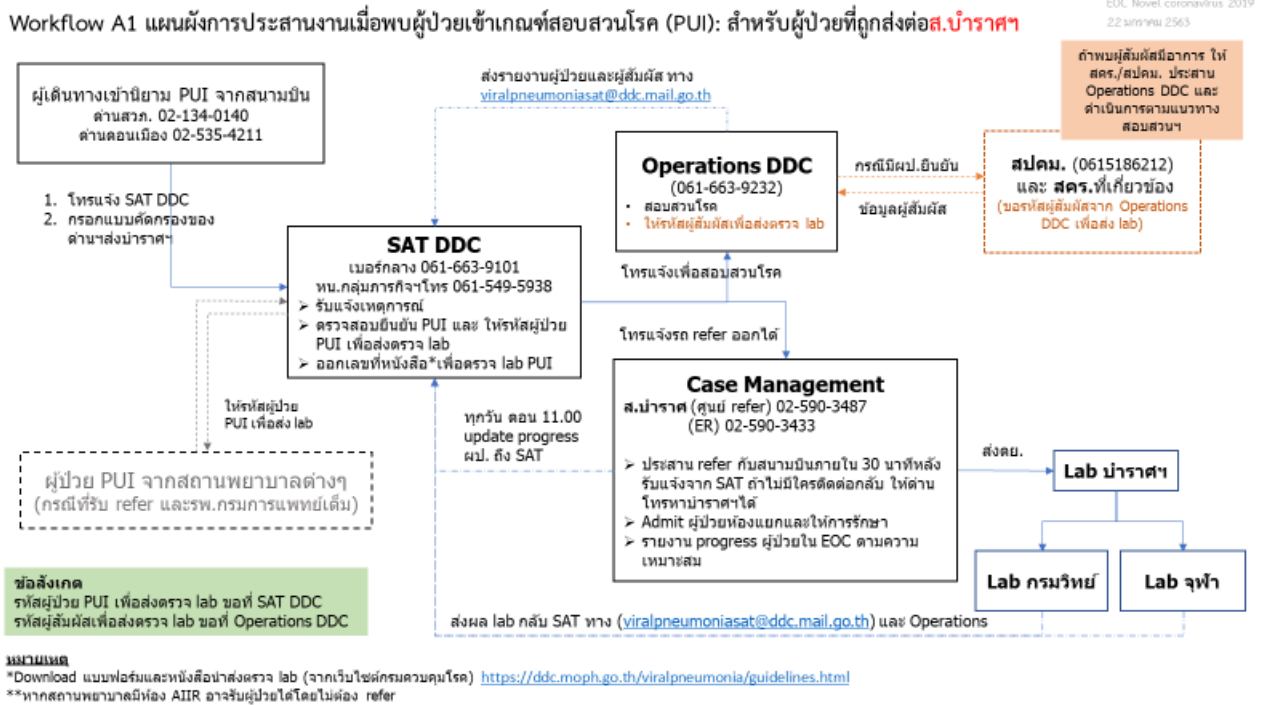 EOC Novel coronavirus 2019
22 มกราคม 2563
Workflow A1 แผนผังการประสานงานเมื่อพบผู้ป่วยเข้าเกณฑ์สอบสวนโรค (PUI): สำหรับผู้ป่วยที่ถูกส่งต่อส.บำราศฯ
ผู้เดินทางเข้านิยาม PUI จากสนามบิน
ด่านสวภ. 02-134-0140
ด่านดอนเมือง 02-535-4211
1. โทรแจ้ง SAT DDC
2. กรอกแบบคัดกรองของ
ด่านฯส่งบำราศฯ
ส่งรายงานผู้ป่วยและผู้สัมผัส ทาง
viralpneumoniasat@ddc.mail.go.th
ถ้าพบผู้สัมผัสมีอาการ ให้
สคร./สปคม. ประสาน
Operations DDC และ
ดำเนินการตามแนวทาง
สอบสวนฯ
Operations DDC
(061-663-9232)
• สอบสวนโรค
• ให้รหัสผู้สัมผัสเพื่อส่งตรวจ lab
กรณีมีผป.ยืนยัน
ข้อมูลผู้สัมผัส
สปคม. (0615186212)
และ สคร.ที่เกี่ยวข้อง
(ขอรหัสผู้สัมผัสจาก Operations
DDC เพื่อส่ง lab)
SAT DDC
เบอร์กลาง 061-663-9101
หน.กลุ่มภารกิจฯโทร 061-549-5938
➢ รับแจ้งเหตุการณ์
➢ ตรวจสอบยืนยัน PUI และ ให้รหัสผู้ป่วย
PUI เพื่อส่งตรวจ lab
➢ ออกเลขที่หนังสือ*เพื่อตรวจ lab PUI
โทรแจ้งเพื่อสอบสวนโรค
โทรแจ้งรถ refer ออกได้
ให้รหัสผู้ป่วย
PUI เพื่อส่ง lab
ทุกวัน ตอน 11.00
update progress
ผป. ถึง SAT
ผู้ป่วย PUI จากสถานพยาบาลต่างๆ
(กรณีที่รับ refer และรพ.กรมการแพทย์เต็ม)
Case Management
ส.บำราศ (ศูนย์ refer) 02-590-3487
(ER) 02-590-3433
➢ ประสาน refer กับสนามบินภายใน 30 นาทีหลัง
รับแจ้งจาก SAT ถ้าไม่มีใครติดต่อกลับ ให้ด่าน
โทรหาบำราศฯได้
➢ Admit ผู้ป่วยห้องแยกและให้การรักษา
➢ รายงาน progress ผู้ป่วยใน EOC ตามความ
เหมาะสม
ส่งตย.
Lab บำราศฯ
Lab กรมวิทย์
Lab จุฬา
ข้อสังเกต
รหัสผู้ป่วย PUI เพื่อส่งตรวจ lab ขอที่ SAT DDC
รหัสผู้สัมผัสเพื่อส่งตรวจ lab ขอที่ Operations DDC
ส่งผล lab กลับ SAT ทาง (viralpneumoniasat@ddc.mail.go.th) และ Operations
หมายเหตุ
*Download แบบฟอร์มและหนังสือนำส่งตรวจ lab (จากเว็บไซต์กรมควบคุมโรค) https://ddc.moph.go.th/viralpneumonia/guidelines.html
**หากสถานพยาบาลมีห้อง AIIR อาจรับผู้ป่วยได้โดยไม่ต้อง refer